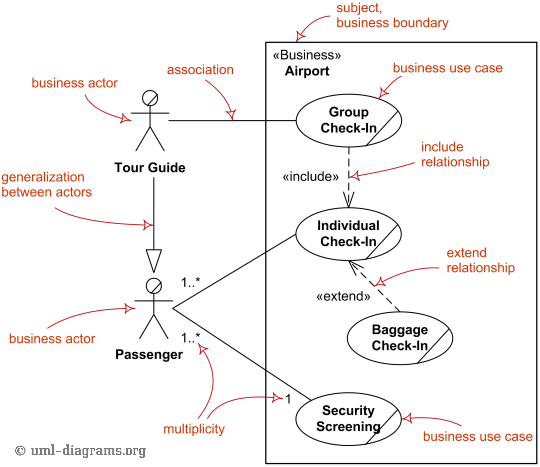 subject,
business boundary
«Business»
Airport
association
business use case
business actor
Group
Check-In
Tour Guide
include
relationship
«include»
generalization
between actors
Individual
Check-In
extend
relationship
1..*
«extend»
business actor
1..*
Baggage
Check-In
Passenger
1
multiplicity
Security
Screening
business use case
© uml-diagrams.org